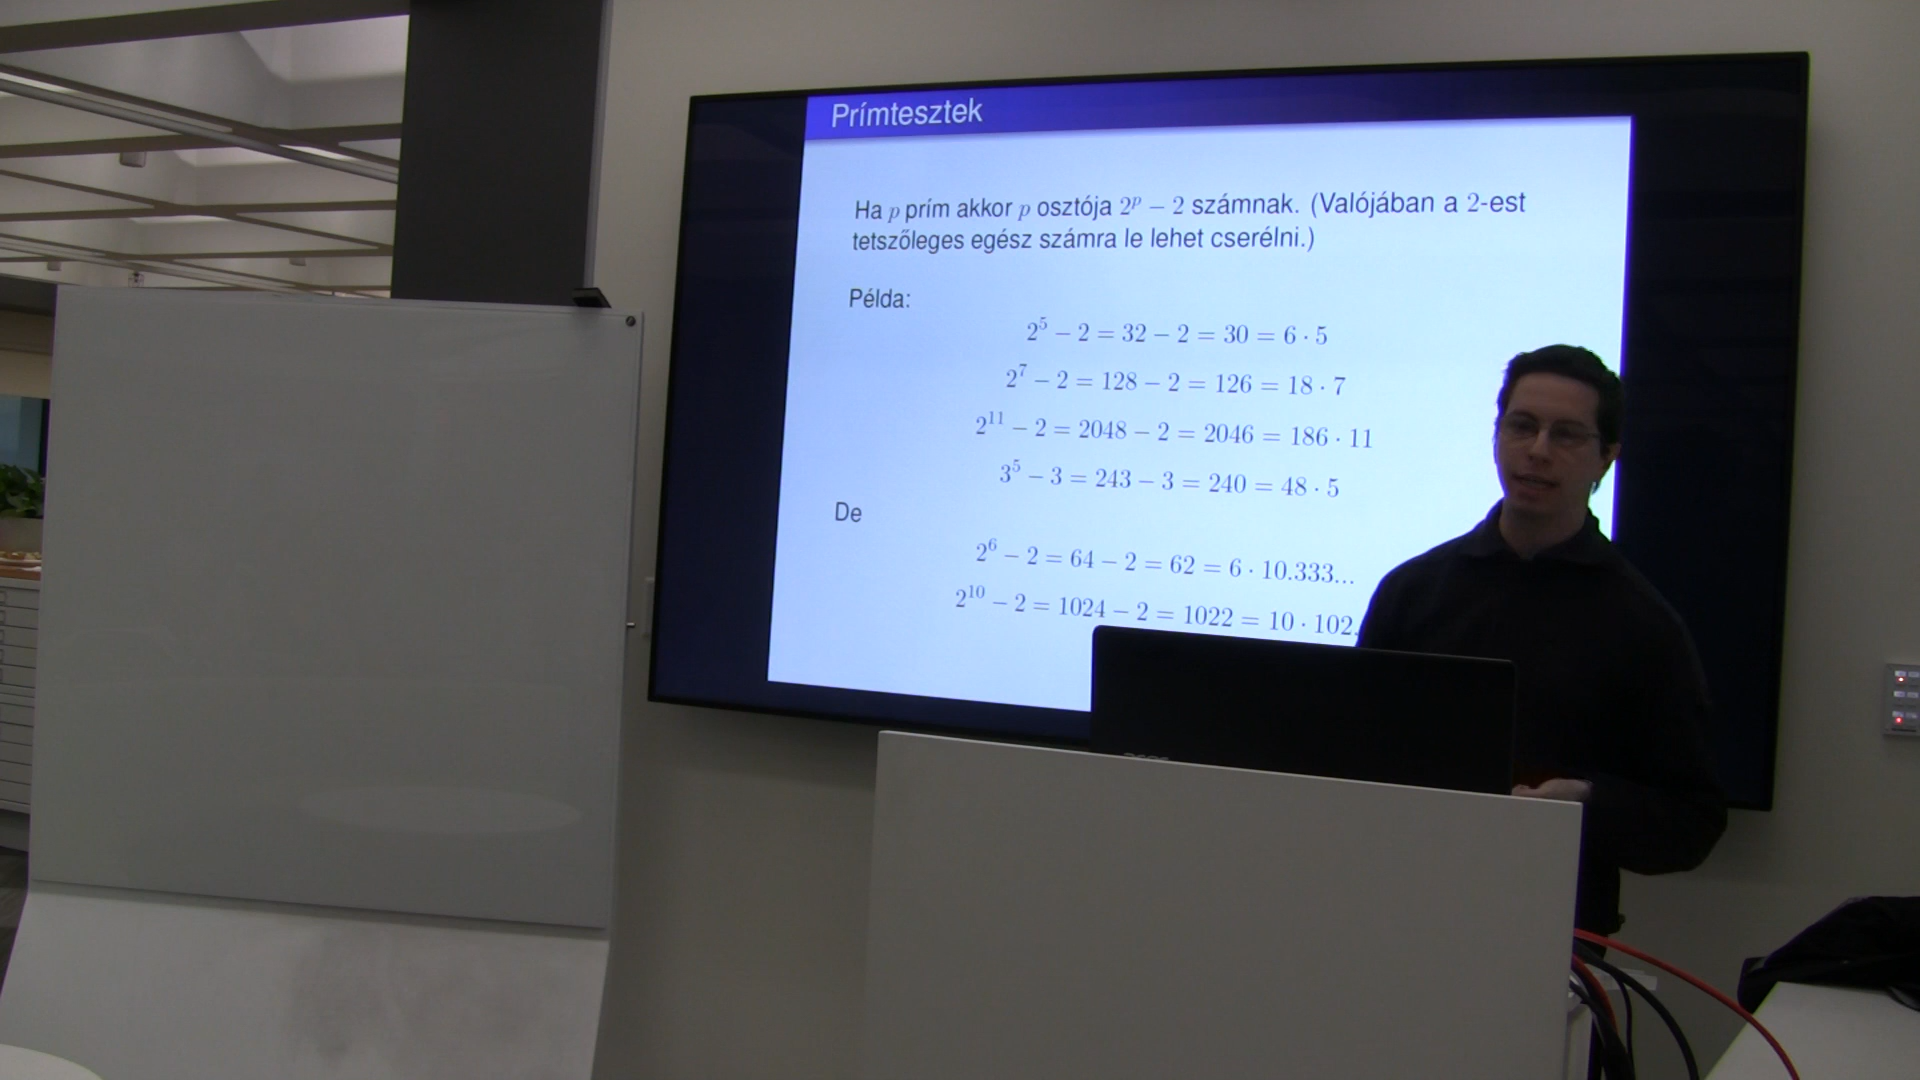 Prímtesztek
Ha p prím akkor p osztója 2^p − 2 számnak. (Valójában a 2-est
tetszőleges egész számra le lehet cserélni.)
Példa:
2^5 − 2 = 32 − 2 = 30 = 6 · 5
2^7 − 2 = 128 − 2 = 126 = 18 · 7
2^11 − 2 = 2048 − 2 = 2046 = 186 · 11
3^5 − 3 = 243 − 3 = 240 = 48 · 5
De
2^6 − 2 = 64 − 2 = 62 = 6 · 10.333...
2^10 − 2 = 1024 − 2 = 1022 = 10 · 102.